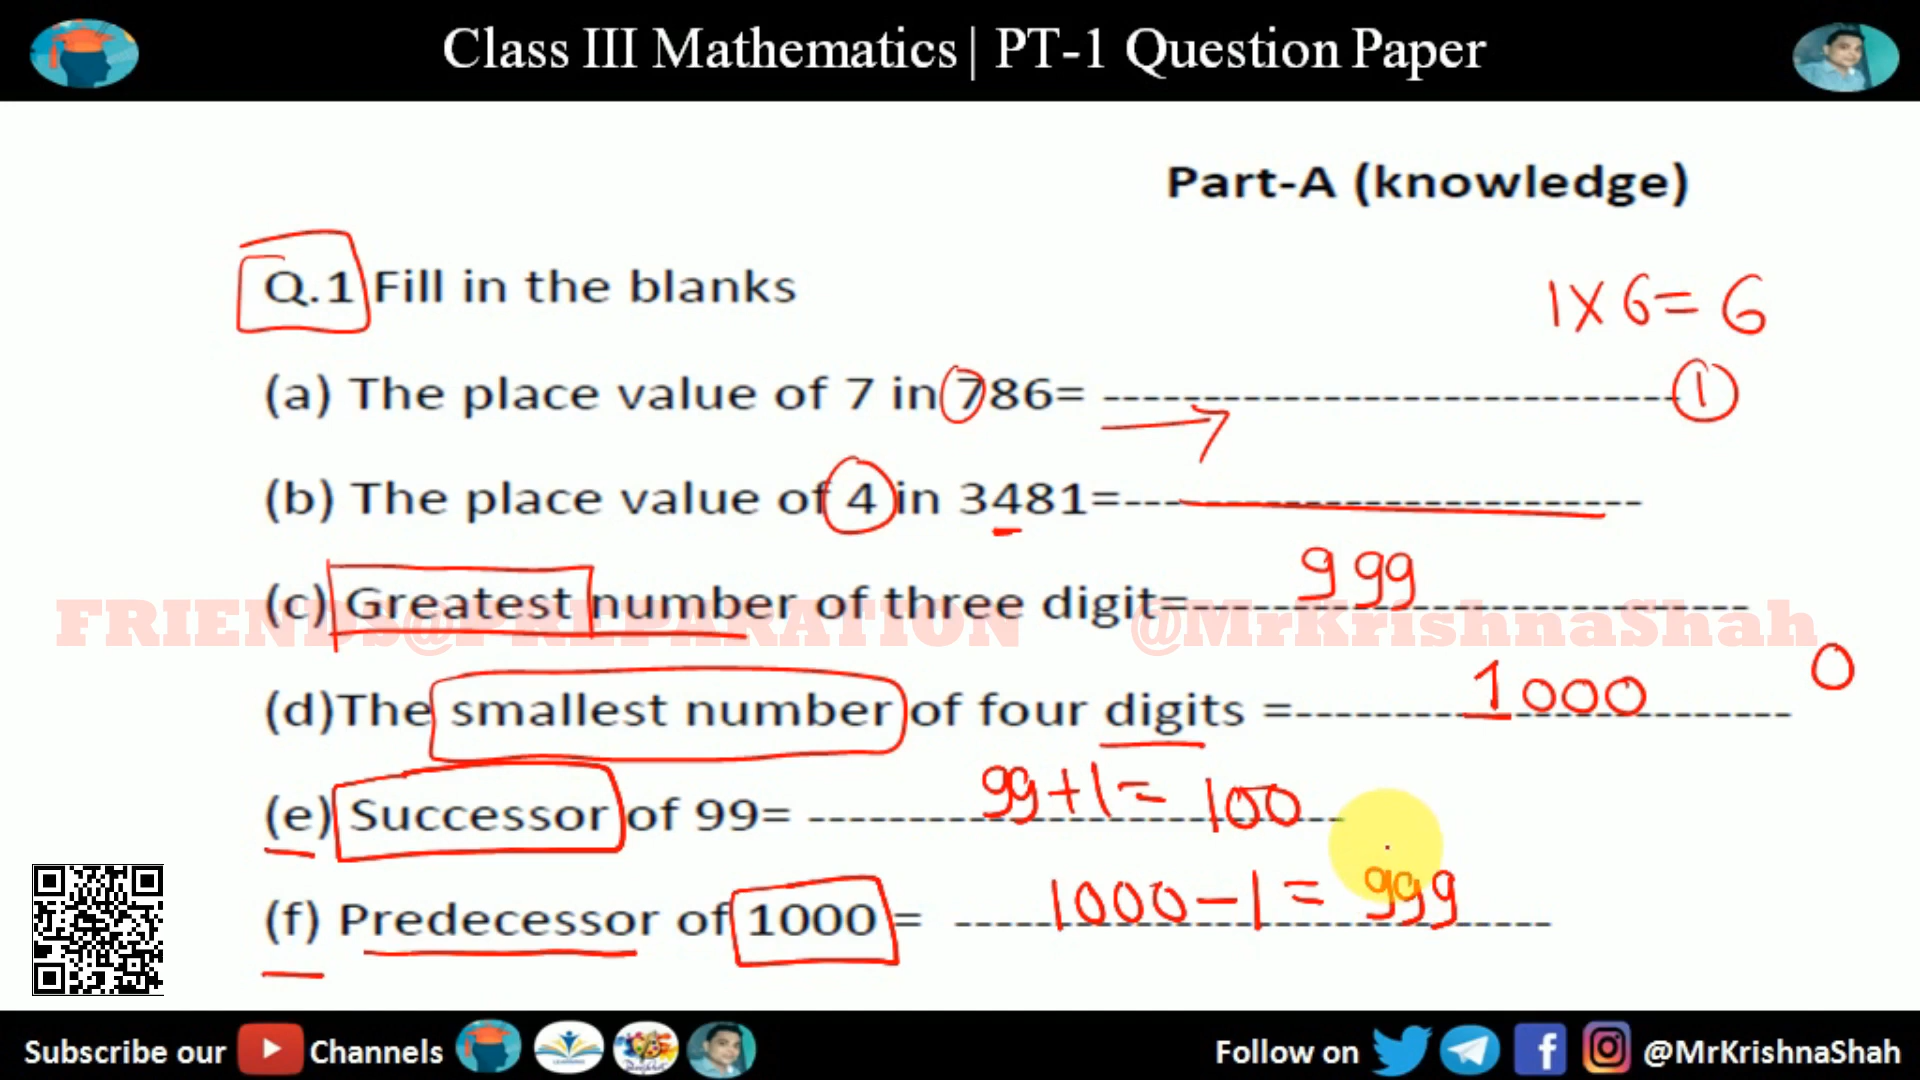 Class III Mathematics| PT-1 Question Paper
Part-A (knowledge)
Q.1 Fill in the blanks
1X6=6
(a) The place value of 7 in 786= ------------------------------ 1
(b) The place value of 4 in 3481=---------------------------
(c) Greatest number of three digit=----------------------------- 999
FRIENDS@PREPARATION @MrKrishnaShah
(d)The smallest number of four digits =-------------------------- 1000 0
(e) Successor of 99= --------------------------- 99+1= 100
(f) Predecessor of 1000= ------------------------------ 1000-1=999
Subscribe our Channels Follow on @MrKrishnaShah